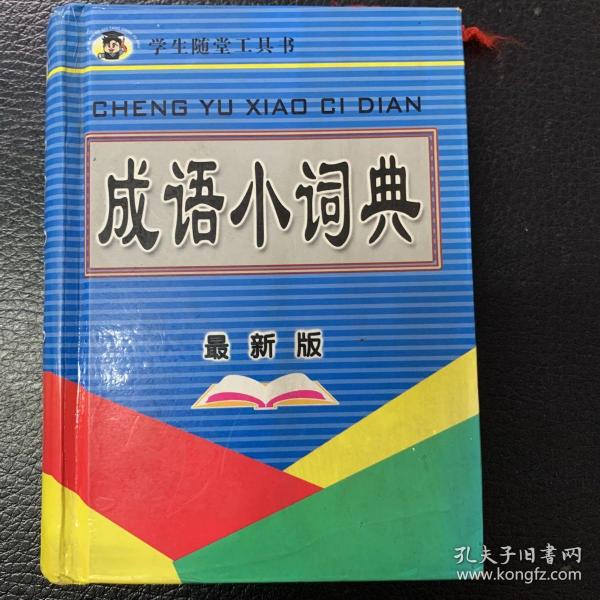 学生随堂工具书
CHENG YU XIAO CI DIAN
成语小词典
最新版
孔夫子旧书网
www.kongfz.com